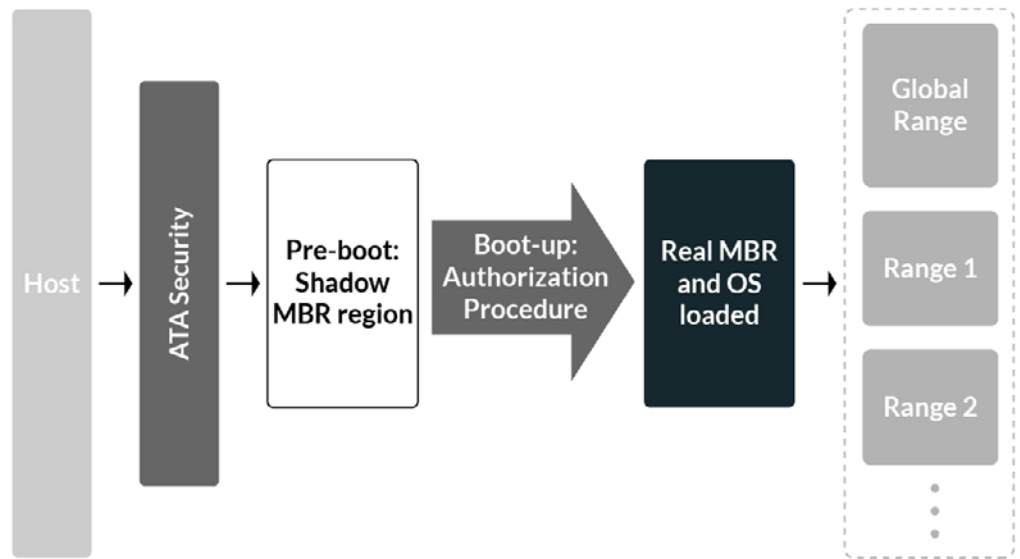 Host
ATA Security
Pre-boot:
Shadow
MBR region
Boot-up:
Authorization
Procedure
Real MBR
and OS
loaded
Global
Range
Range 1
Range 2